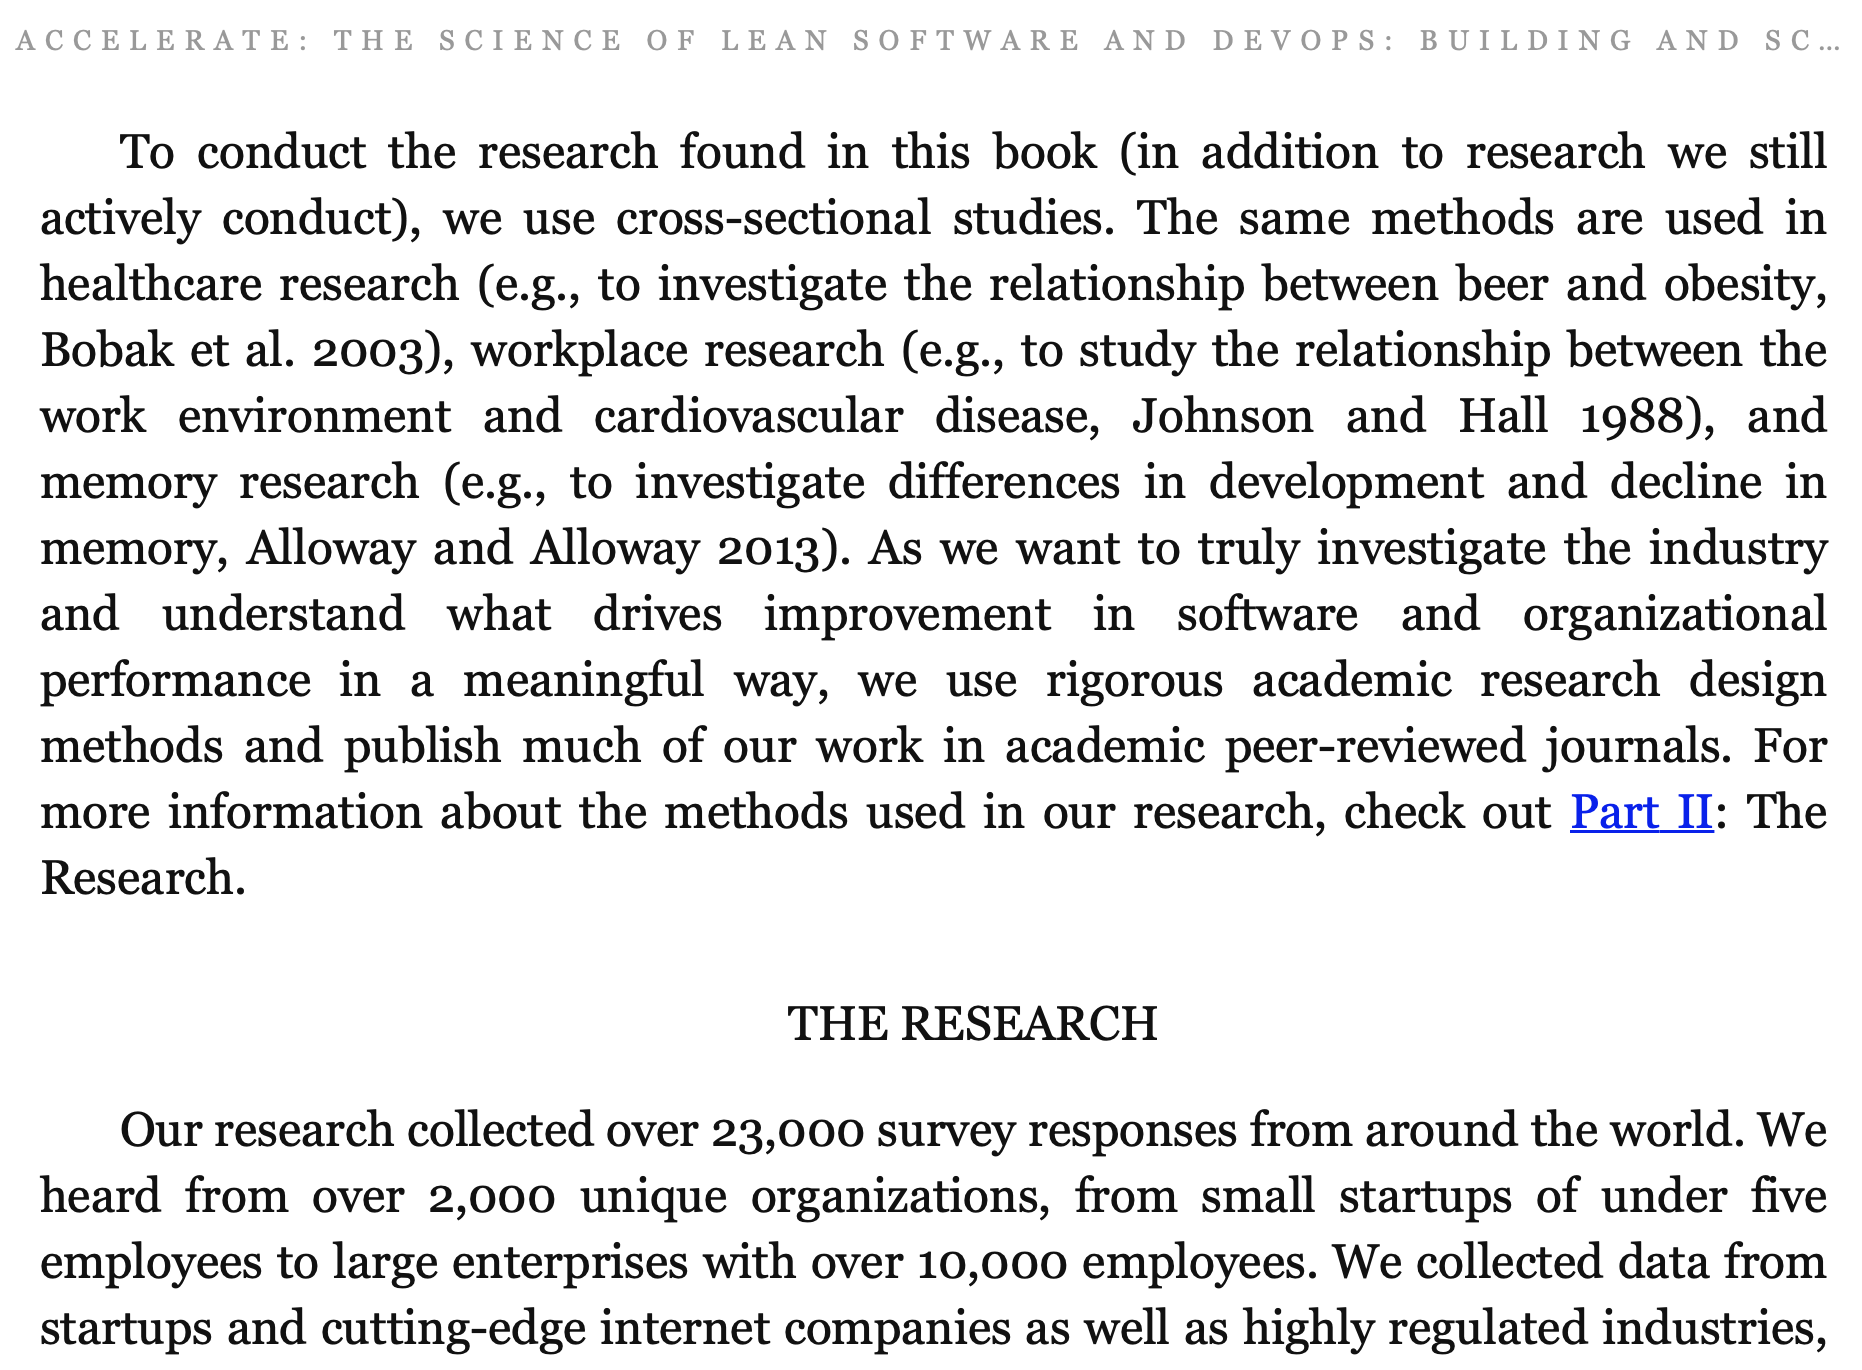 ACCELERATE: THE SCIENCE OF LEAN SOFTWARE AND DEVOPS: BUILDING AND SC…
To conduct the research found in this book (in addition to research we still
actively conduct), we use cross-sectional studies. The same methods are used in
healthcare research (e.g., to investigate the relationship between beer and obesity,
Bobak et al. 2003), workplace research (e.g., to study the relationship between the
work environment and cardiovascular disease, Johnson and Hall 1988), and
memory research (e.g., to investigate differences in development and decline in
memory, Alloway and Alloway 2013). As we want to truly investigate the industry
and understand what drives improvement in software and organizational
performance in a meaningful way, we use rigorous academic research design
methods and publish much of our work in academic peer-reviewed journals. For
more information about the methods used in our research, check out Part II: The
Research.
THE RESEARCH
Our research collected over 23,000 survey responses from around the world. We
heard from over 2,000 unique organizations, from small startups of under five
employees to large enterprises with over 10,000 employees. We collected data from
startups and cutting-edge internet companies as well as highly regulated industries,